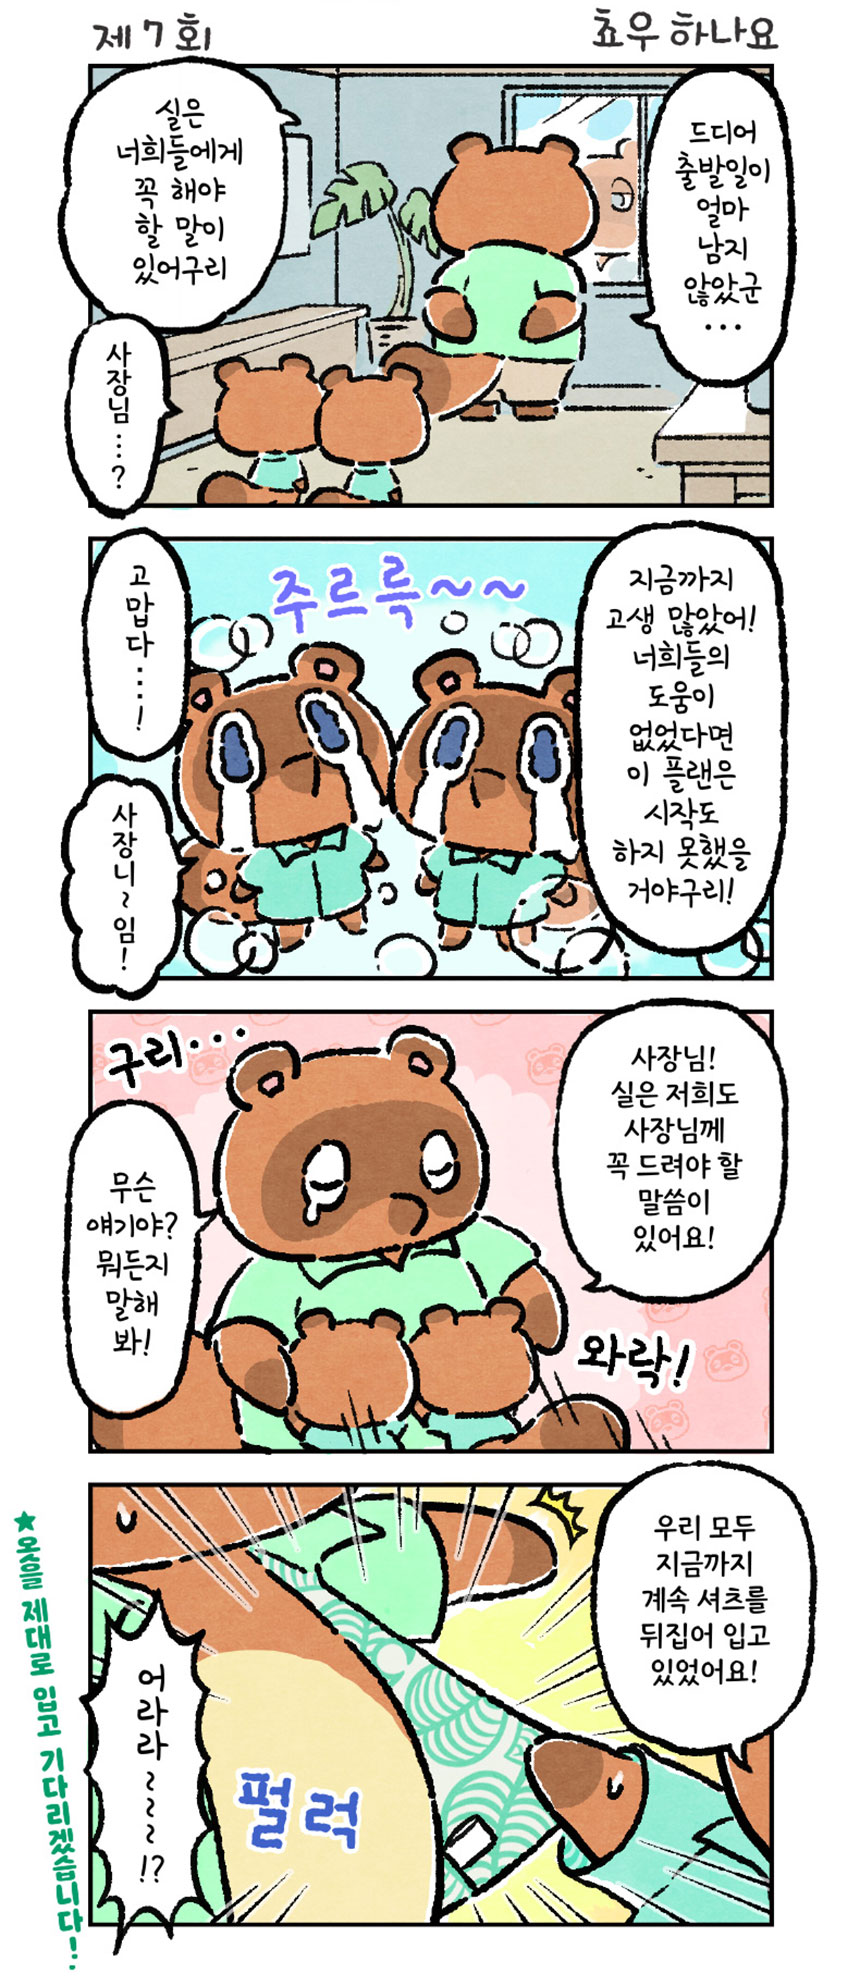 제 7 회
쵸우 하나요
드디어
출발일이
얼마
남지
않았군
...
실은
너희들에게
꼭 해야
할 말이
있어구리
사장님...?
지금까지
고생 많았어!
너희들의
도움이
없었다면
이 플랜은
시작도
하지 못했을
거야구리!
고맙다...!
주르륵~~
사장니~임!
사장님!
실은 저희도
사장님께
꼭 드려야 할
말씀이
있어요!
구리...
무슨
얘기야?
뭐든지
말해
봐!
와락!
우리 모두
지금까지
계속 셔츠를
뒤집어 입고
있었어요!
어라라~~~!?
펄럭
★옷을 제대로 입고 기다리겠습니다!